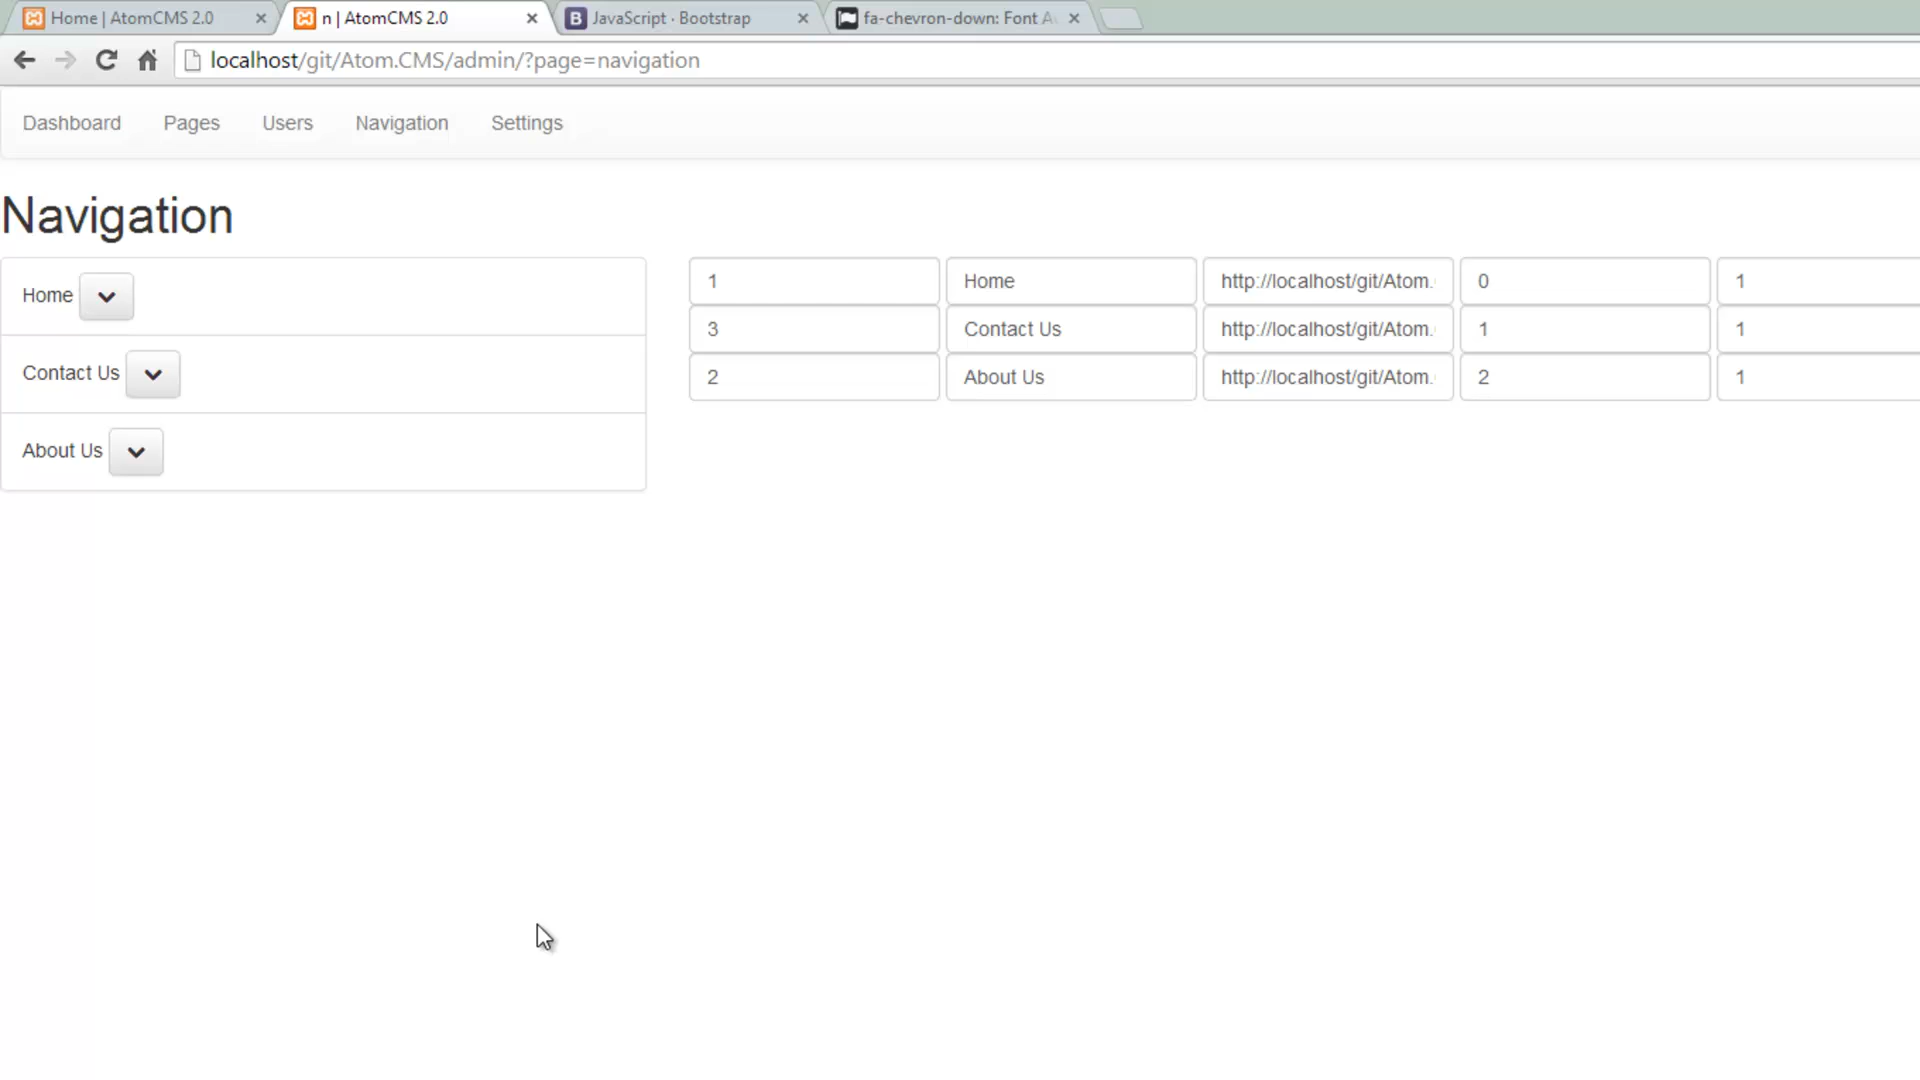 Home | AtomCMS 2.0
n | AtomCMS 2.0
JavaScript · Bootstrap
fa-chevron-down: Font
localhost/git/Atom.CMS/admin/?page=navigation
Dashboard Pages Users Navigation Settings
Navigation
Home
Contact Us
About Us
1 Home http://localhost/git/Atom. 0 1
3 Contact Us http://localhost/git/Atom. 1 1
2 About Us http://localhost/git/Atom. 2 1